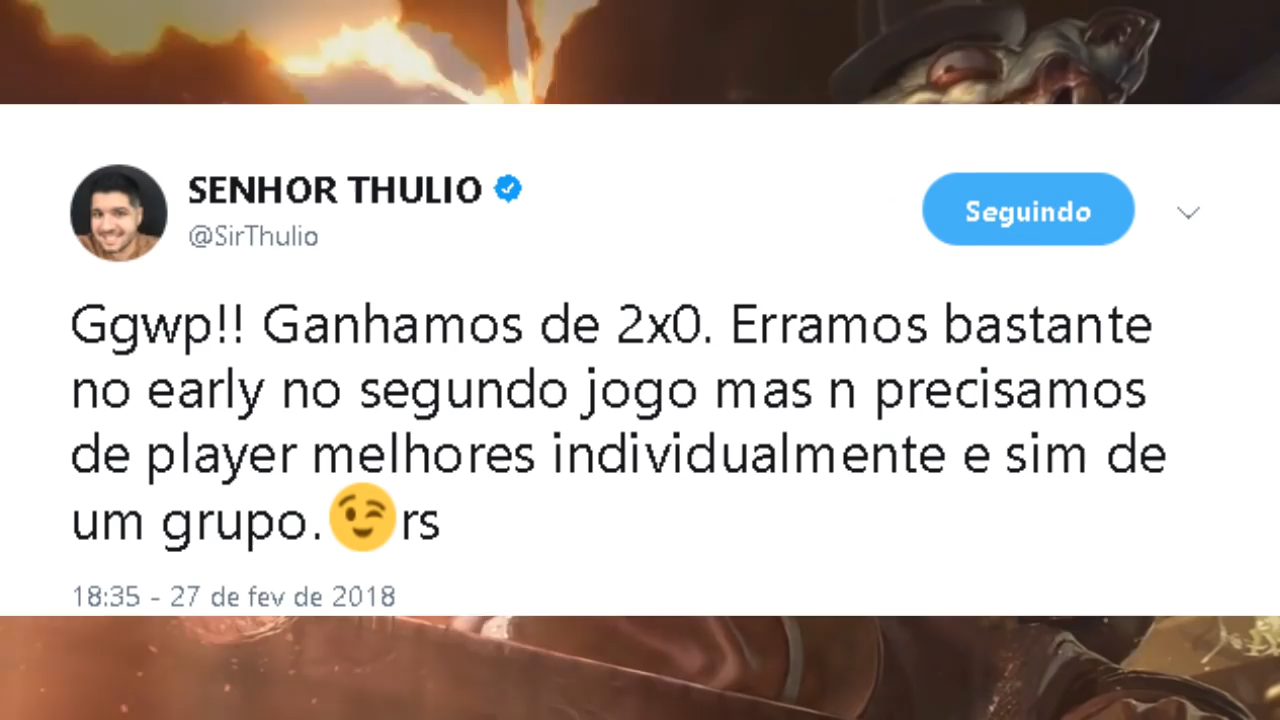 SENHOR THULIO
@SirThulio
Seguindo
Ggwp!! Ganhamos de 2x0. Erramos bastante
no early no segundo jogo mas n precisamos
de player melhores individualmente e sim de
um grupo.😉rs
18:35 - 27 de fev de 2018